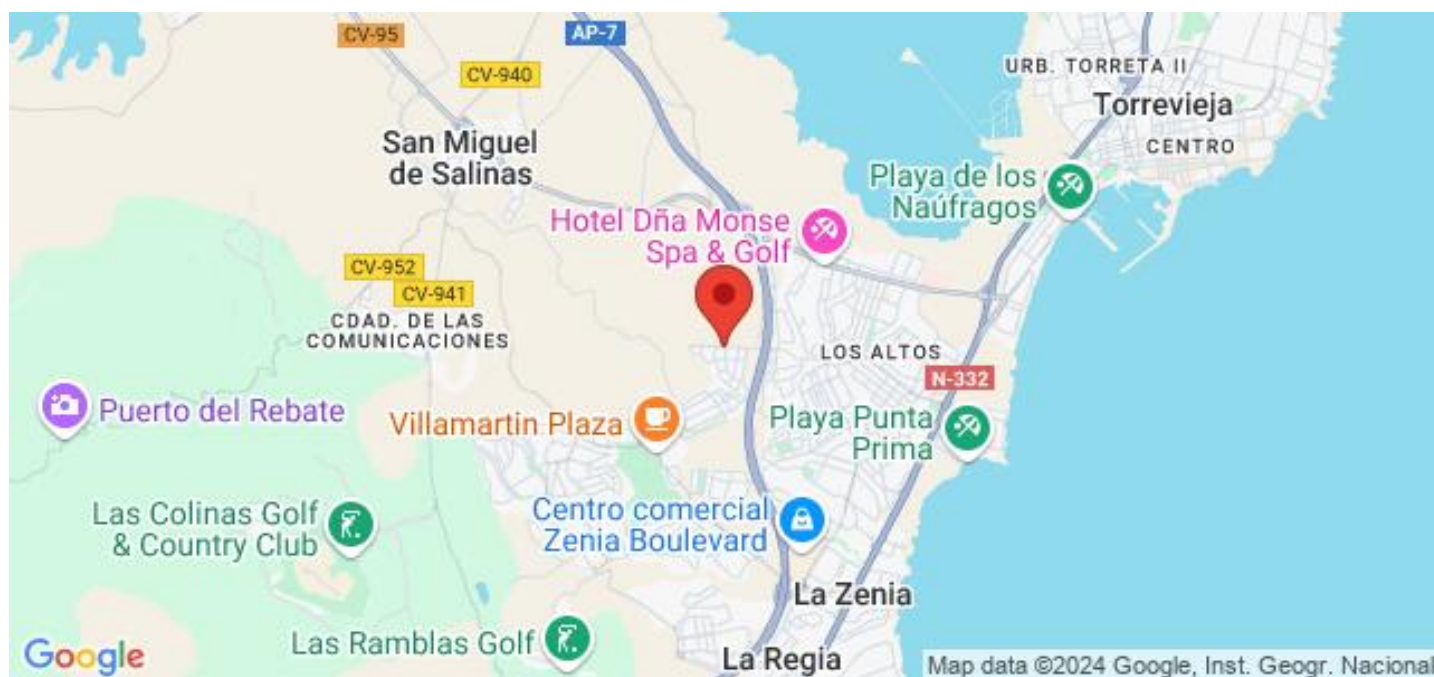 CV-95
AP-7
CV-940
URB. TORRETA II
Torrevieja
CENTRO
San Miguel
de Salinas
Playa de los
Naúfragos
Hotel Dña Monse
Spa & Golf
CV-952
CV-941
CDAD. DE LAS
COMUNICACIONES
LOS ALTOS
N-332
Puerto del Rebate
Villamartin Plaza
Playa Punta
Prima
Las Colinas Golf
& Country Club
Centro comercial
Zenia Boulevard
La Zenia
Las Ramblas Golf
La Regia
Google
Map data ©2024 Google, Inst. Geogr. Nacional